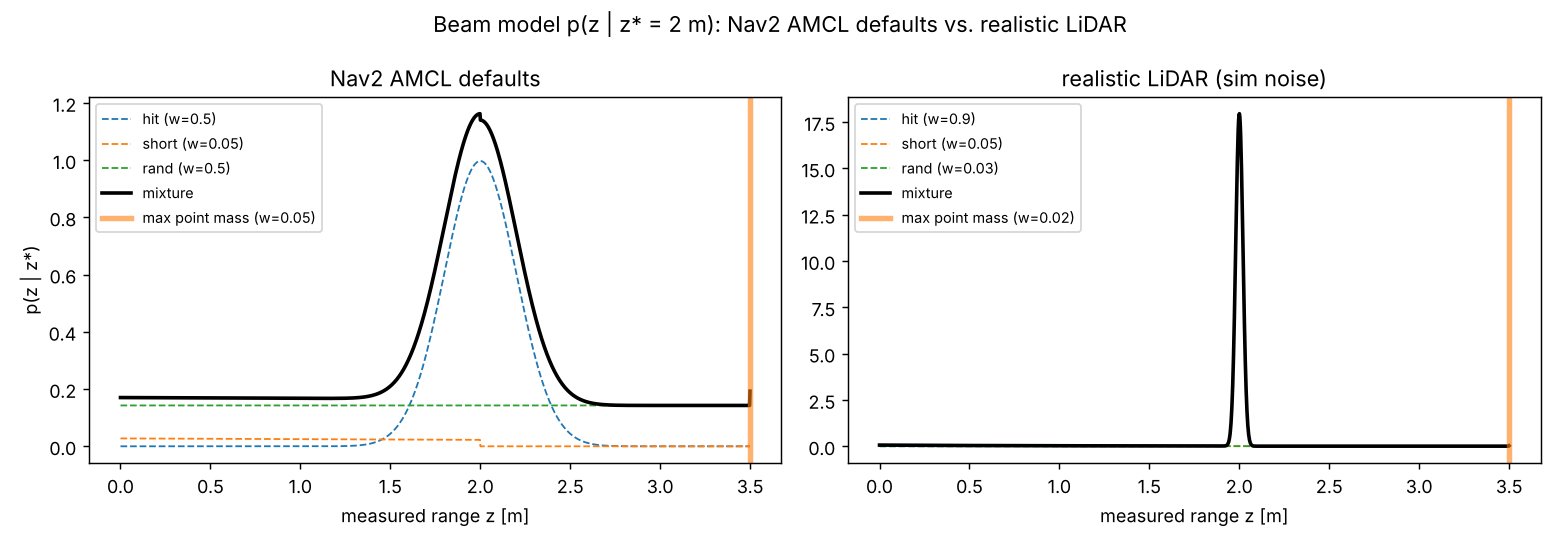 Beam model p(z | z* = 2 m): Nav2 AMCL defaults vs. realistic LiDAR
Nav2 AMCL defaults
p(z | z*)
1.2
1.0
0.8
0.6
0.4
0.2
0.0
hit (w=0.5)
short (w=0.05)
rand (w=0.5)
mixture
max point mass (w=0.05)
0.0 0.5 1.0 1.5 2.0 2.5 3.0 3.5
measured range z [m]
realistic LiDAR (sim noise)
17.5
15.0
12.5
10.0
7.5
5.0
2.5
0.0
hit (w=0.9)
short (w=0.05)
rand (w=0.03)
mixture
max point mass (w=0.02)
0.0 0.5 1.0 1.5 2.0 2.5 3.0 3.5
measured range z [m]